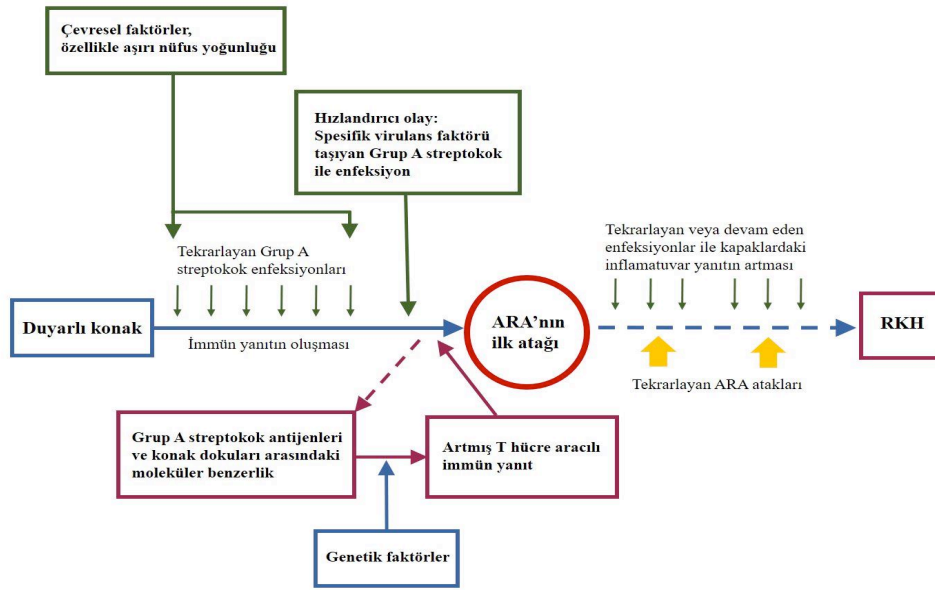 Çevresel faktörler,
özellikle aşırı nüfus yoğunluğu
Hızlandırıcı olay:
Spesifik virulans faktörü
taşıyan Grup A streptokok
ile enfeksiyon
Tekrarlayan Grup A
streptokok enfeksiyonları
Tekrarlayan veya devam eden
enfeksiyonlar ile kapaklardaki
inflamatuvar yanıtın artması
Duyarlı konak
İmmün yanıtın oluşması
ARA’nın
ilk atağı
RKH
Tekrarlayan ARA atakları
Grup A streptokok antijenleri
ve konak dokuları arasındaki
moleküler benzerlik
Artmış T hücre aracılı
immün yanıt
Genetik faktörler